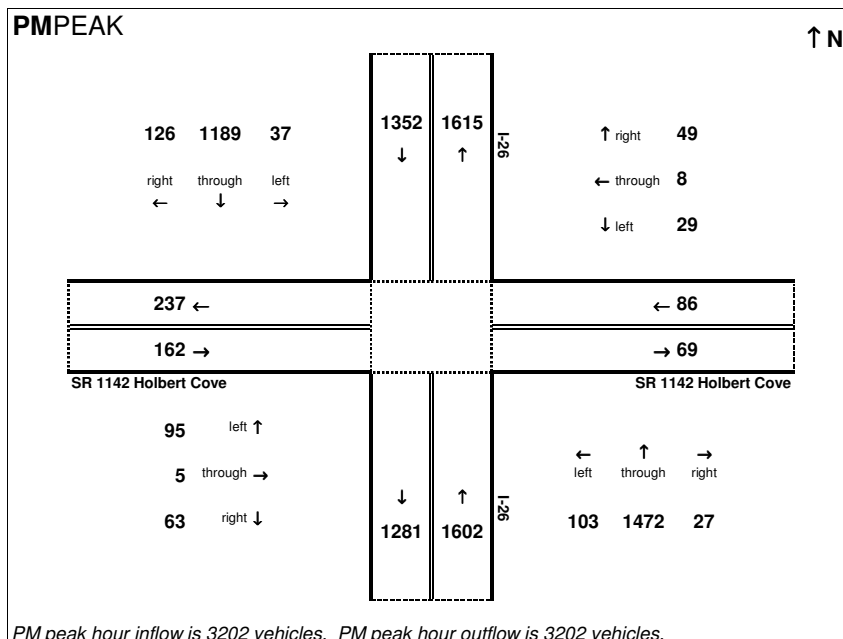 PMPEAK
↑ N
126 1189 37
right through left
← ↓ →
1352 1615
↓ ↑
I-26
↑ right 49
← through 8
↓ left 29
237 ←
162 →
← 86
→ 69
SR 1142 Holbert Cove
SR 1142 Holbert Cove
95 left ↑
5 through →
63 right ↓
↓ ↑
1281 1602
I-26
← ↑ →
left through right
103 1472 27
PM peak hour inflow is 3202 vehicles. PM peak hour outflow is 3202 vehicles.